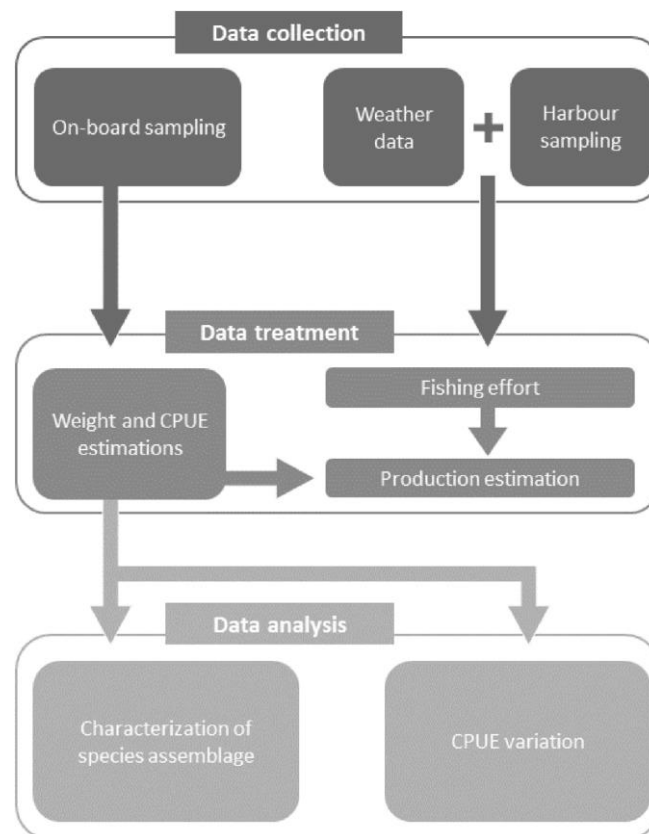 Data collection
On-board sampling
Weather
data
+
Harbour
sampling
Data treatment
Weight and CPUE
estimations
Fishing effort
Production estimation
Data analysis
Characterization of
species assemblage
CPUE variation